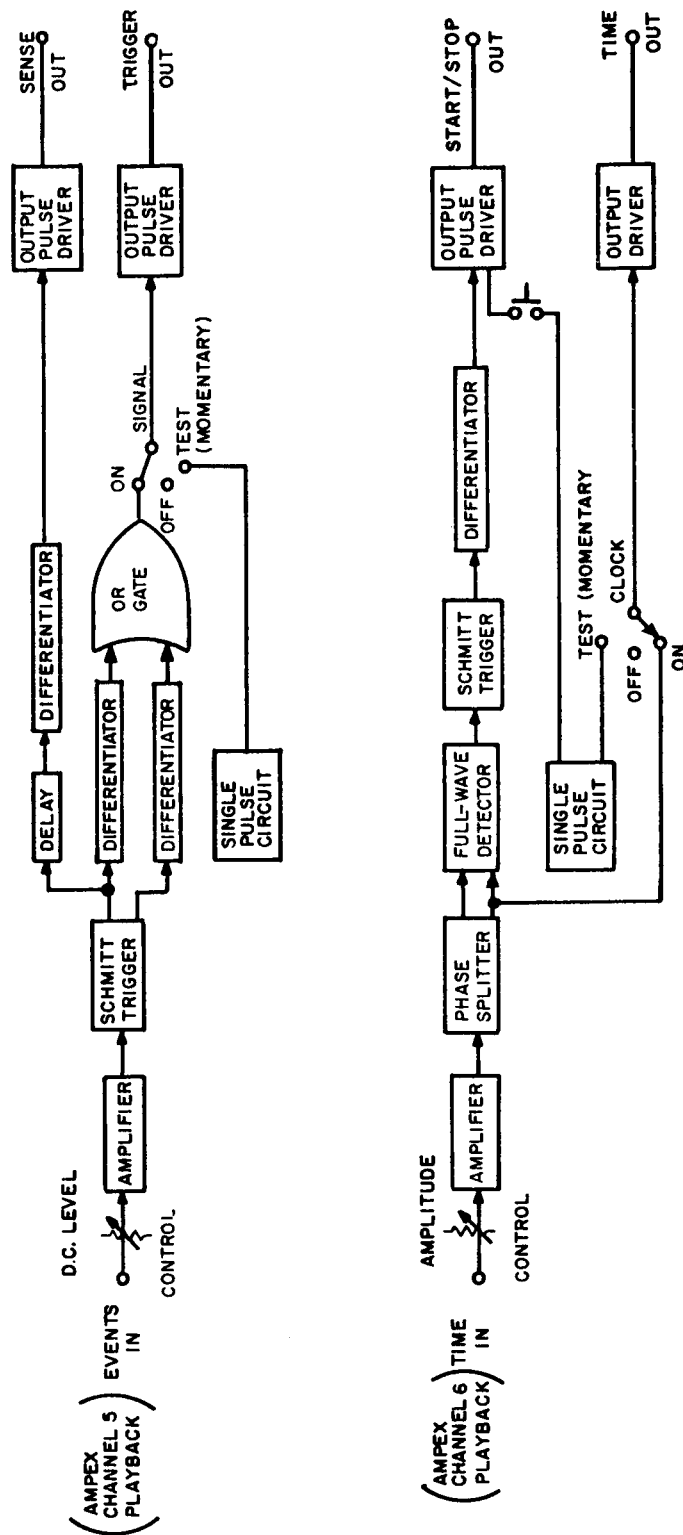 (AMPEX
CHANNEL 5
PLAYBACK)
EVENTS
IN
D.C. LEVEL
CONTROL
AMPLIFIER
SCHMITT
TRIGGER
DELAY
DIFFERENTIATOR
OUTPUT
PULSE
DRIVER
SENSE
OUT
DIFFERENTIATOR
DIFFERENTIATOR
OR
GATE
ON
OFF
SIGNAL
TEST
(MOMENTARY)
SINGLE
PULSE
CIRCUIT
OUTPUT
PULSE
DRIVER
TRIGGER
OUT
(AMPEX
CHANNEL 6
PLAYBACK)
TIME
IN
AMPLITUDE
CONTROL
AMPLIFIER
PHASE
SPLITTER
FULL-WAVE
DETECTOR
SCHMITT
TRIGGER
DIFFERENTIATOR
OUTPUT
PULSE
DRIVER
START/STOP
OUT
SINGLE
PULSE
CIRCUIT
TEST (MOMENTARY
OFF
CLOCK
ON
OUTPUT
DRIVER
TIME
OUT